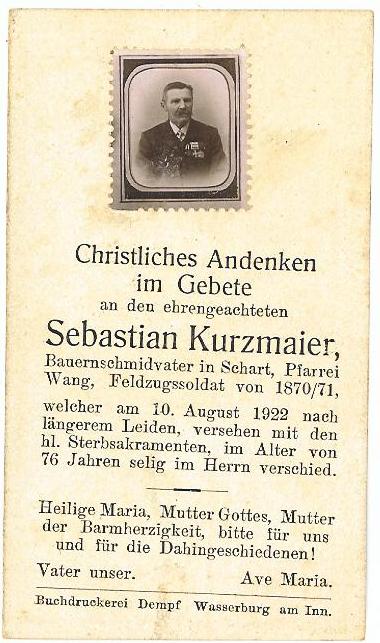 Christliches Andenken
im Gebete
an den ehrengeachteten
Sebastian Kurzmaier,
Bauernschmidvater in Schart, Pfarrei
Wang, Feldzugssoldat von 1870/71,
welcher am 10. August 1922 nach
längerem Leiden, versehen mit den
hl. Sterbsakramenten, im Alter von
76 Jahren selig im Herrn verschied.
Heilige Maria, Mutter Gottes, Mutter
der Barmherzigkeit, bitte für uns
und für die Dahingeschiedenen!
Vater unser. Ave Maria.
Buchdruckerei Dempf Wasserburg am Inn.